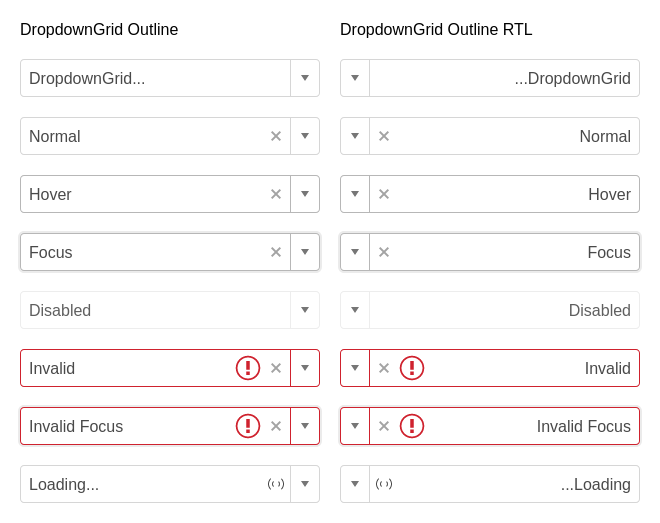 DropdownGrid Outline
DropdownGrid Outline RTL
DropdownGrid...
...DropdownGrid
Normal
Normal
Hover
Hover
Focus
Focus
Disabled
Disabled
Invalid
Invalid
Invalid Focus
Invalid Focus
Loading...
...Loading